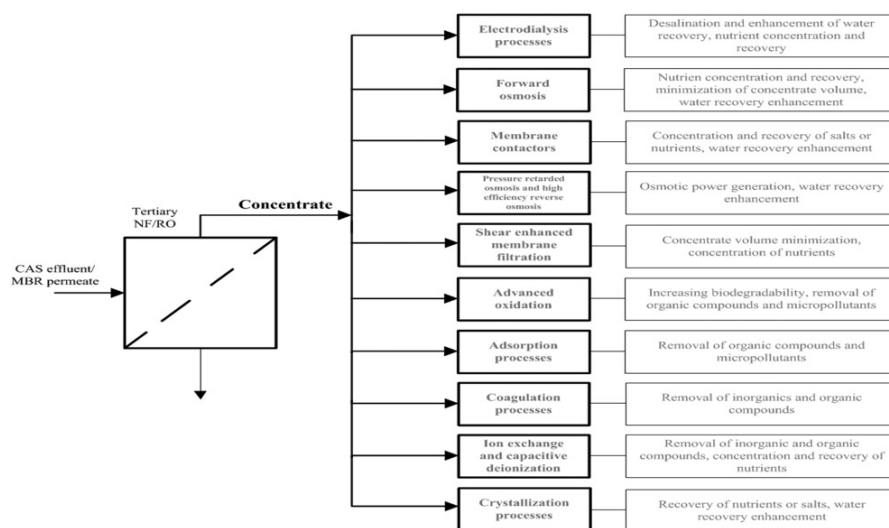 Tertiary
NF/RO
CAS effluent/
MBR permeate
Concentrate
Electrodialysis
processes
Desalination and enhancement of water
recovery, nutrient concentration and
recovery
Forward
osmosis
Nutrien concentration and recovery,
minimization of concentrate volume,
water recovery enhancement
Membrane
contactors
Concentration and recovery of salts or
nutrients, water recovery enhancement
Pressure retarded
osmosis and high
efficiency reverse
osmosis
Osmotic power generation, water recovery
enhancement
Shear enhanced
membrane
filtration
Concentrate volume minimization,
concentration of nutrients
Advanced
oxidation
Increasing biodegradability, removal of
organic compounds and micropollutants
Adsorption
processes
Removal of organic compounds and
micropollutants
Coagulation
processes
Removal of inorganics and organic
compounds
Ion exchange
and capacitive
deionization
Removal of inorganic and organic
compounds, concentration and recovery of
nutrients
Crystallization
processes
Recovery of nutrients or salts, water
recovery enhancement